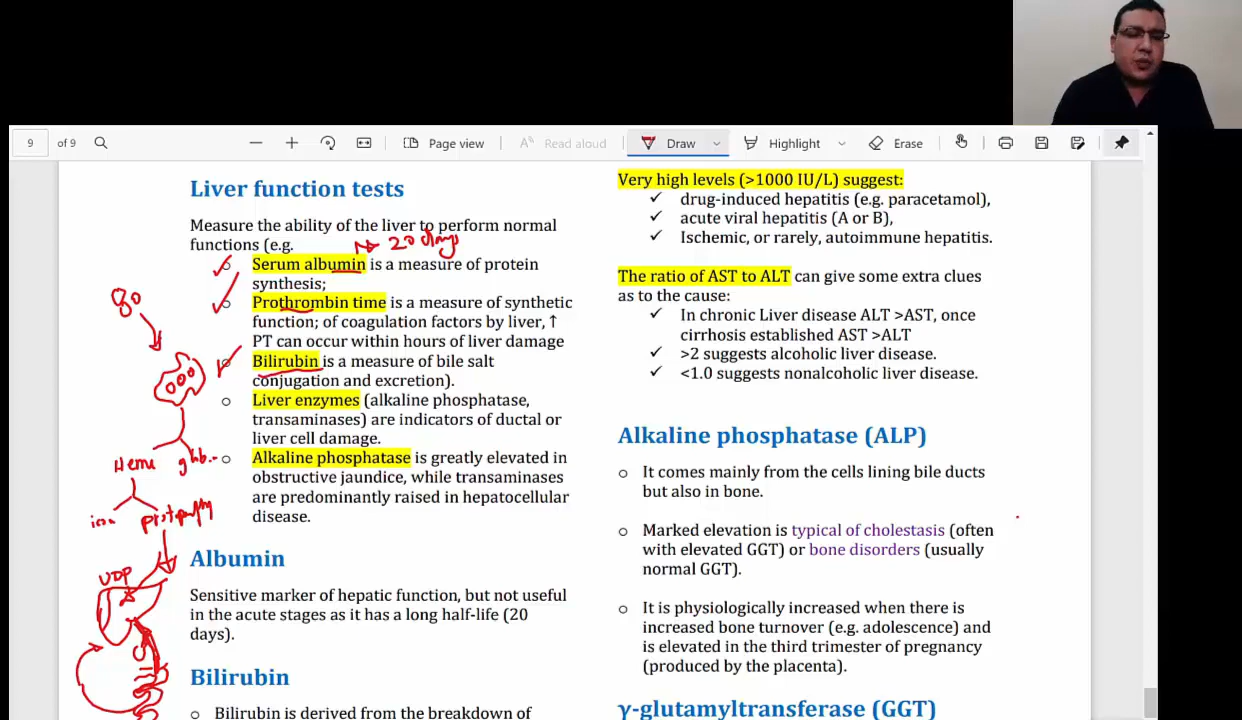 9 of 9
Page view
Read aloud
Draw
Highlight
Erase
Liver function tests
Measure the ability of the liver to perform normal
functions (e.g.
20 days
Serum albumin is a measure of protein
synthesis;
Prothrombin time is a measure of synthetic
function; of coagulation factors by liver, ↑
PT can occur within hours of liver damage
Bilirubin is a measure of bile salt
conjugation and excretion).
Liver enzymes (alkaline phosphatase,
transaminases) are indicators of ductal or
liver cell damage.
Alkaline phosphatase is greatly elevated in
obstructive jaundice, while transaminases
are predominantly raised in hepatocellular
disease.
Heme
UDP
Albumin
Sensitive marker of hepatic function, but not useful
in the acute stages as it has a long half-life (20
days).
Bilirubin
o Bilirubin is derived from the breakdown of
Very high levels (>1000 IU/L) suggest:
✓ drug-induced hepatitis (e.g. paracetamol),
✓ acute viral hepatitis (A or B),
✓ Ischemic, or rarely, autoimmune hepatitis.
The ratio of AST to ALT can give some extra clues
as to the cause:
✓ In chronic Liver disease ALT >AST, once
cirrhosis established AST >ALT
✓ >2 suggests alcoholic liver disease.
✓ <1.0 suggests nonalcoholic liver disease.
Alkaline phosphatase (ALP)
o It comes mainly from the cells lining bile ducts
but also in bone.
o Marked elevation is typical of cholestasis (often
with elevated GGT) or bone disorders (usually
normal GGT).
o It is physiologically increased when there is
increased bone turnover (e.g. adolescence) and
is elevated in the third trimester of pregnancy
(produced by the placenta).
γ-glutamyltransferase (GGT)